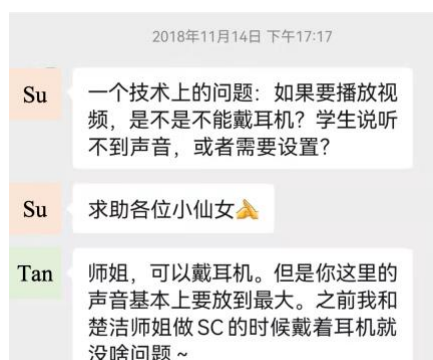 2018年11月14日 下午17:17
Su
一个技术上的问题：如果要播放视
频，是不是不能戴耳机？学生说听
不到声音，或者需要设置？
Su
求助各位小仙女🙏
Tan
师姐，可以戴耳机。但是你这里的
声音基本上要放到最大。之前我和
楚洁师姐做SC的时候戴着耳机就
没啥问题~